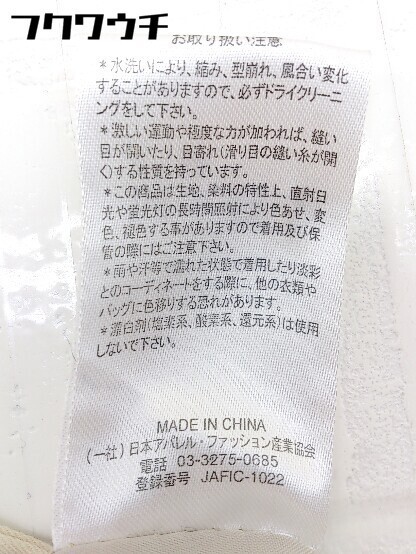 フクワウチ
お取り扱い注意
*水洗いにより、縮み、型崩れ、風合い変化
することがありますので、必ずドライクリーニ
ングをして下さい。
*激しい運動や極度な力が加われば、縫い
目が開いたり、目寄れ(滑り目の縫い糸が開
く)する性質を持っています。
*この商品は生地、染料の特性上、直射日
光や蛍光灯の長時間照射により色あせ、変
色、褪色する事がありますので着用及び保
管の際にはご注意下さい。
*雨や汗等で濡れた状態で着用したり淡彩
とのコーディネートをする際に、他の衣類や
バッグに色移りする恐れがあります。
*漂白剤(塩素系、酸素系、還元系)は使用
しないで下さい。
MADE IN CHINA
(一社)日本アパレル・ファッション産業協会
電話 03-3275-0685
登録番号 JAFIC-1022